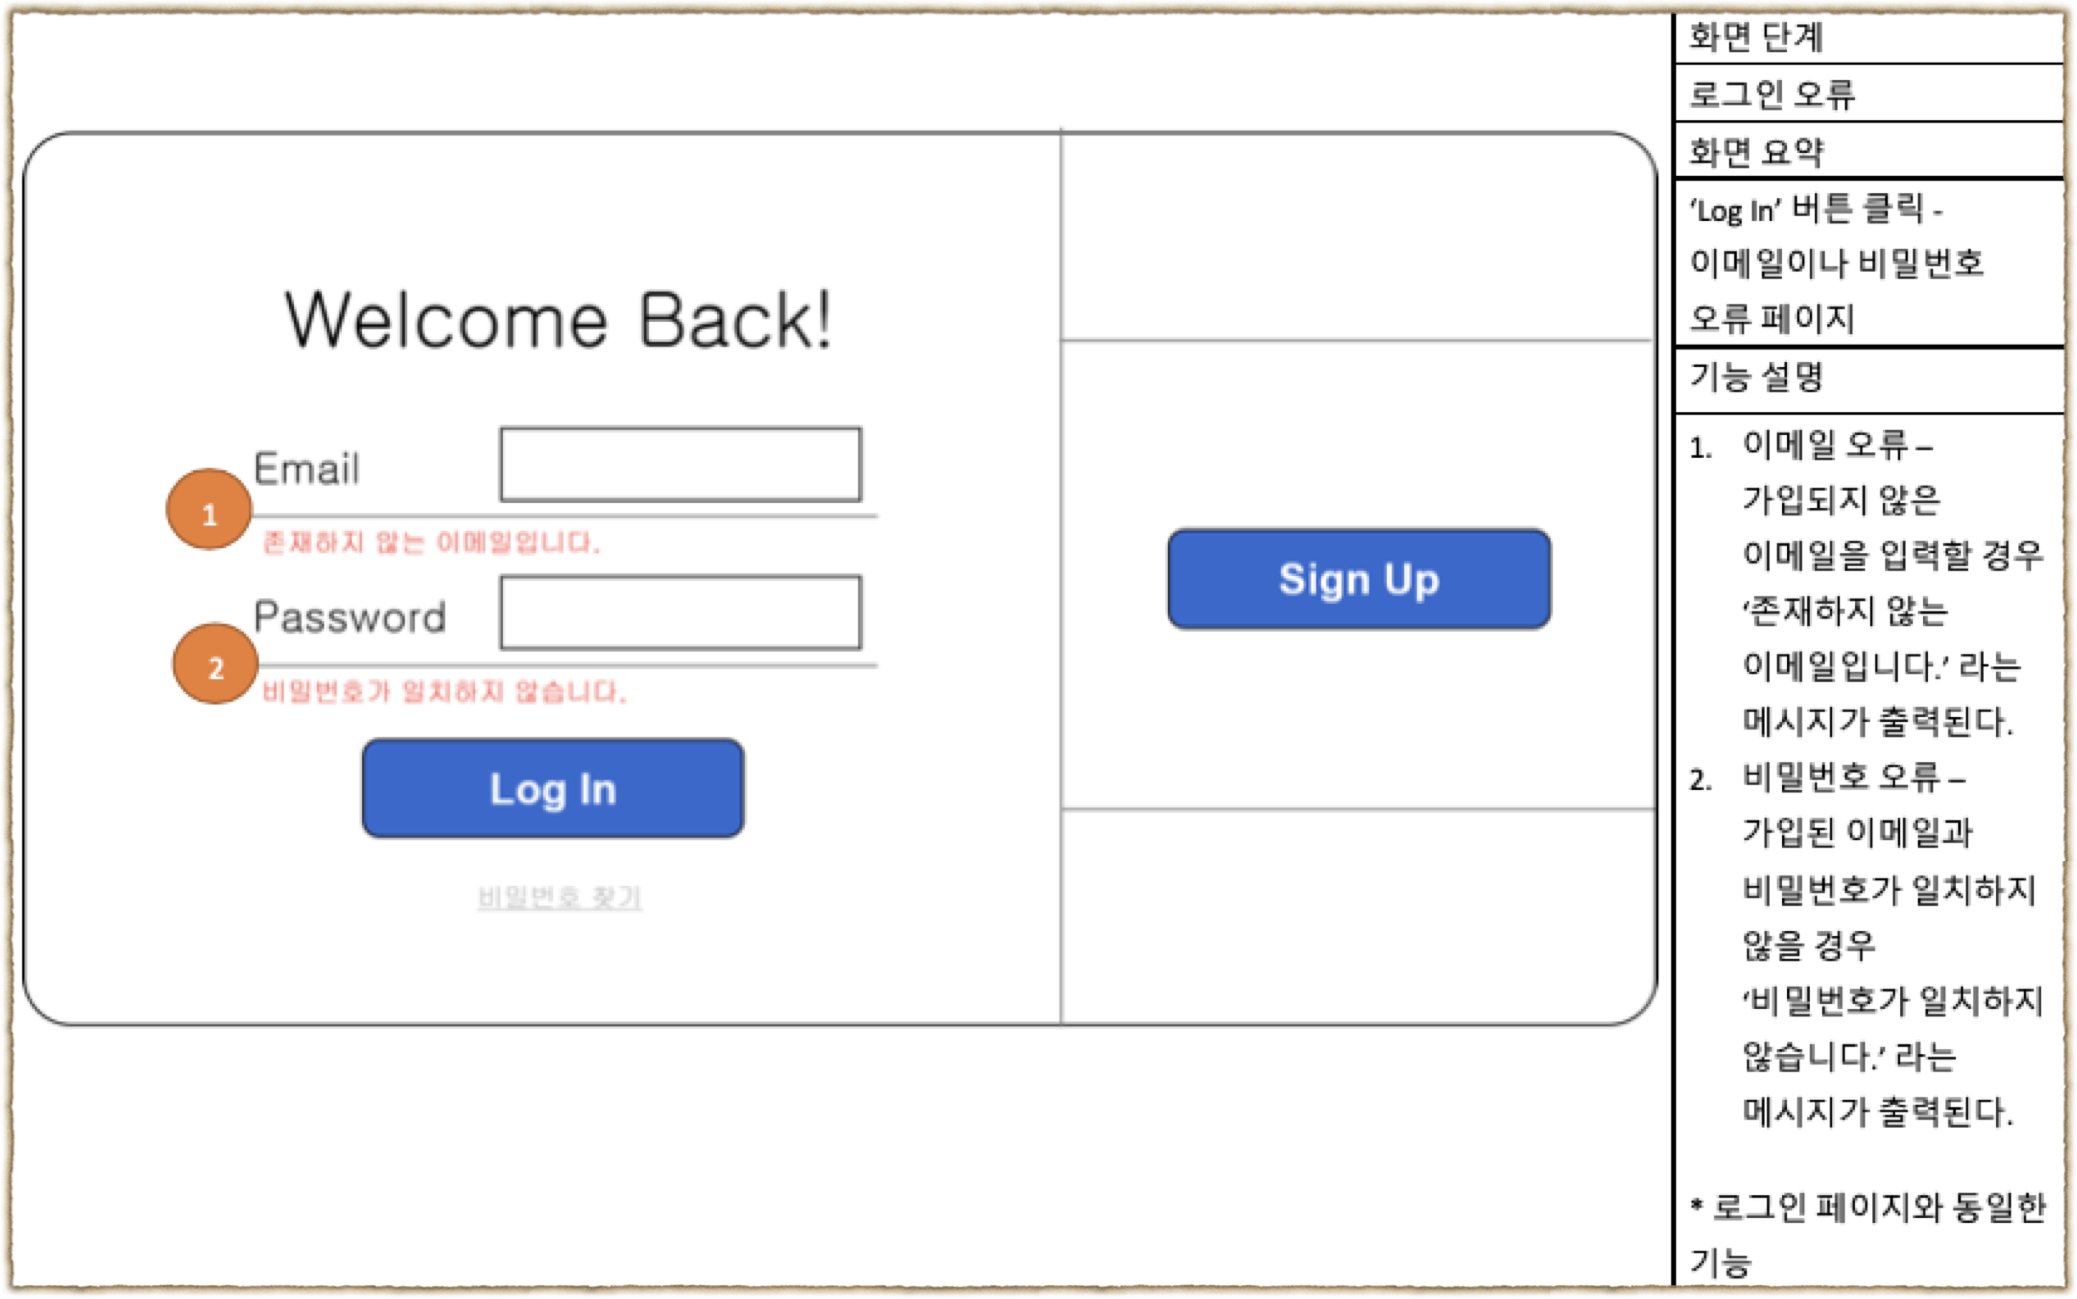 Welcome Back!
Email
1
존재하지 않는 이메일입니다.
Password
2
비밀번호가 일치하지 않습니다.
Log In
비밀번호 찾기
Sign Up
화면 단계
로그인 오류
화면 요약
‘Log In’ 버튼 클릭 -
이메일이나 비밀번호
오류 페이지
기능 설명
1. 이메일 오류 –
가입되지 않은
이메일을 입력할 경우
‘존재하지 않는
이메일입니다.’ 라는
메시지가 출력된다.
2. 비밀번호 오류 –
가입된 이메일과
비밀번호가 일치하지
않을 경우
‘비밀번호가 일치하지
않습니다.’ 라는
메시지가 출력된다.
* 로그인 페이지와 동일한
기능